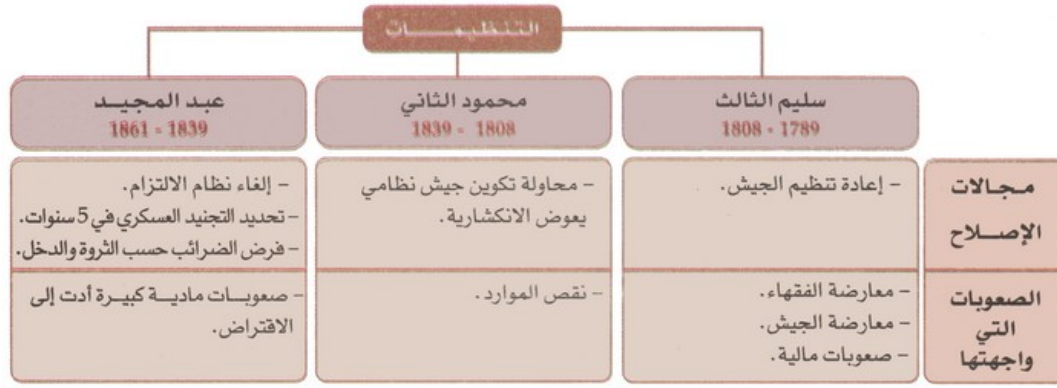 التنظيمات
سليم الثالث
1789 - 1808
محمود الثاني
1808 - 1839
عبد المجيد
1839 - 1861
مجالات
الإصلاح
- إعادة تنظيم الجيش.
- محاولة تكوين جيش نظامي
يعوض الانكشارية.
- إلغاء نظام الالتزام.
- تحديد التجنيد العسكري في 5 سنوات.
- فرض الضرائب حسب الثروة والدخل.
الصعوبات
التي
واجهتها
- معارضة الفقهاء.
- معارضة الجيش.
- صعوبات مالية.
- نقص الموارد.
- صعوبات مادية كبيرة أدت إلى
الاقتراض.